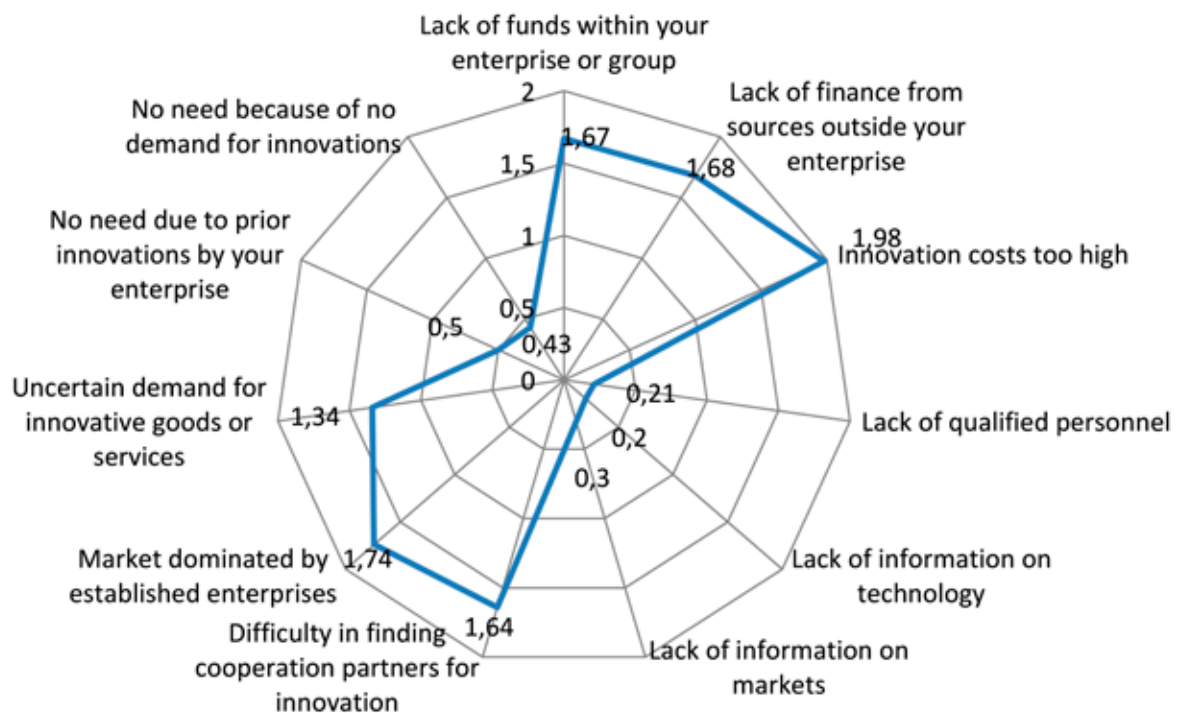 Lack of funds within your
enterprise or group
2
1,67
1,5
1
0,5
0
Lack of finance from
sources outside your
enterprise
1,68
1,98
Innovation costs too high
0,21
Lack of qualified personnel
0,2
Lack of information on
technology
0,3
Lack of information on
markets
1,64
Difficulty in finding
cooperation partners for
innovation
1,74
Market dominated by
established enterprises
1,34
Uncertain demand for
innovative goods or
services
0,5
No need due to prior
innovations by your
enterprise
0,43
No need because of no
demand for innovations